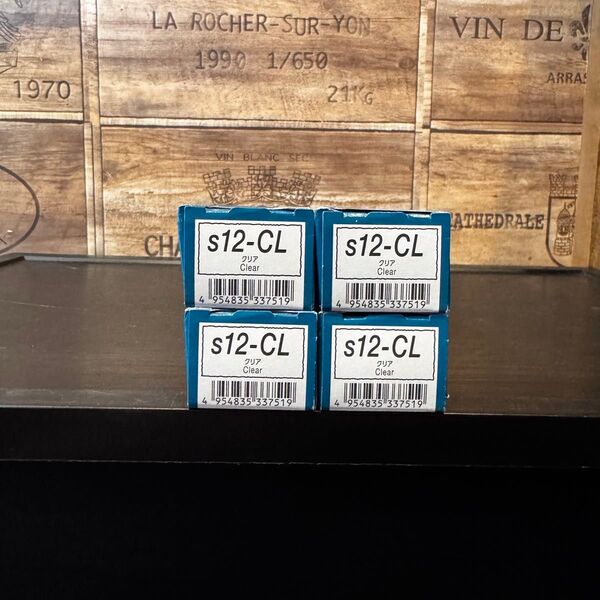 LA ROCHER-SUR-YON
1990 1/650
21KG
VIN DE
ARRAS
1970
VIN BLANC SEC
CHA
CATHEDRALE
s12-CL
クリア
Clear
4 954835 337519
s12-CL
クリア
Clear
4 954835 337519
s12-CL
クリア
Clear
4 954835 337519
s12-CL
クリア
Clear
4 954835 337519